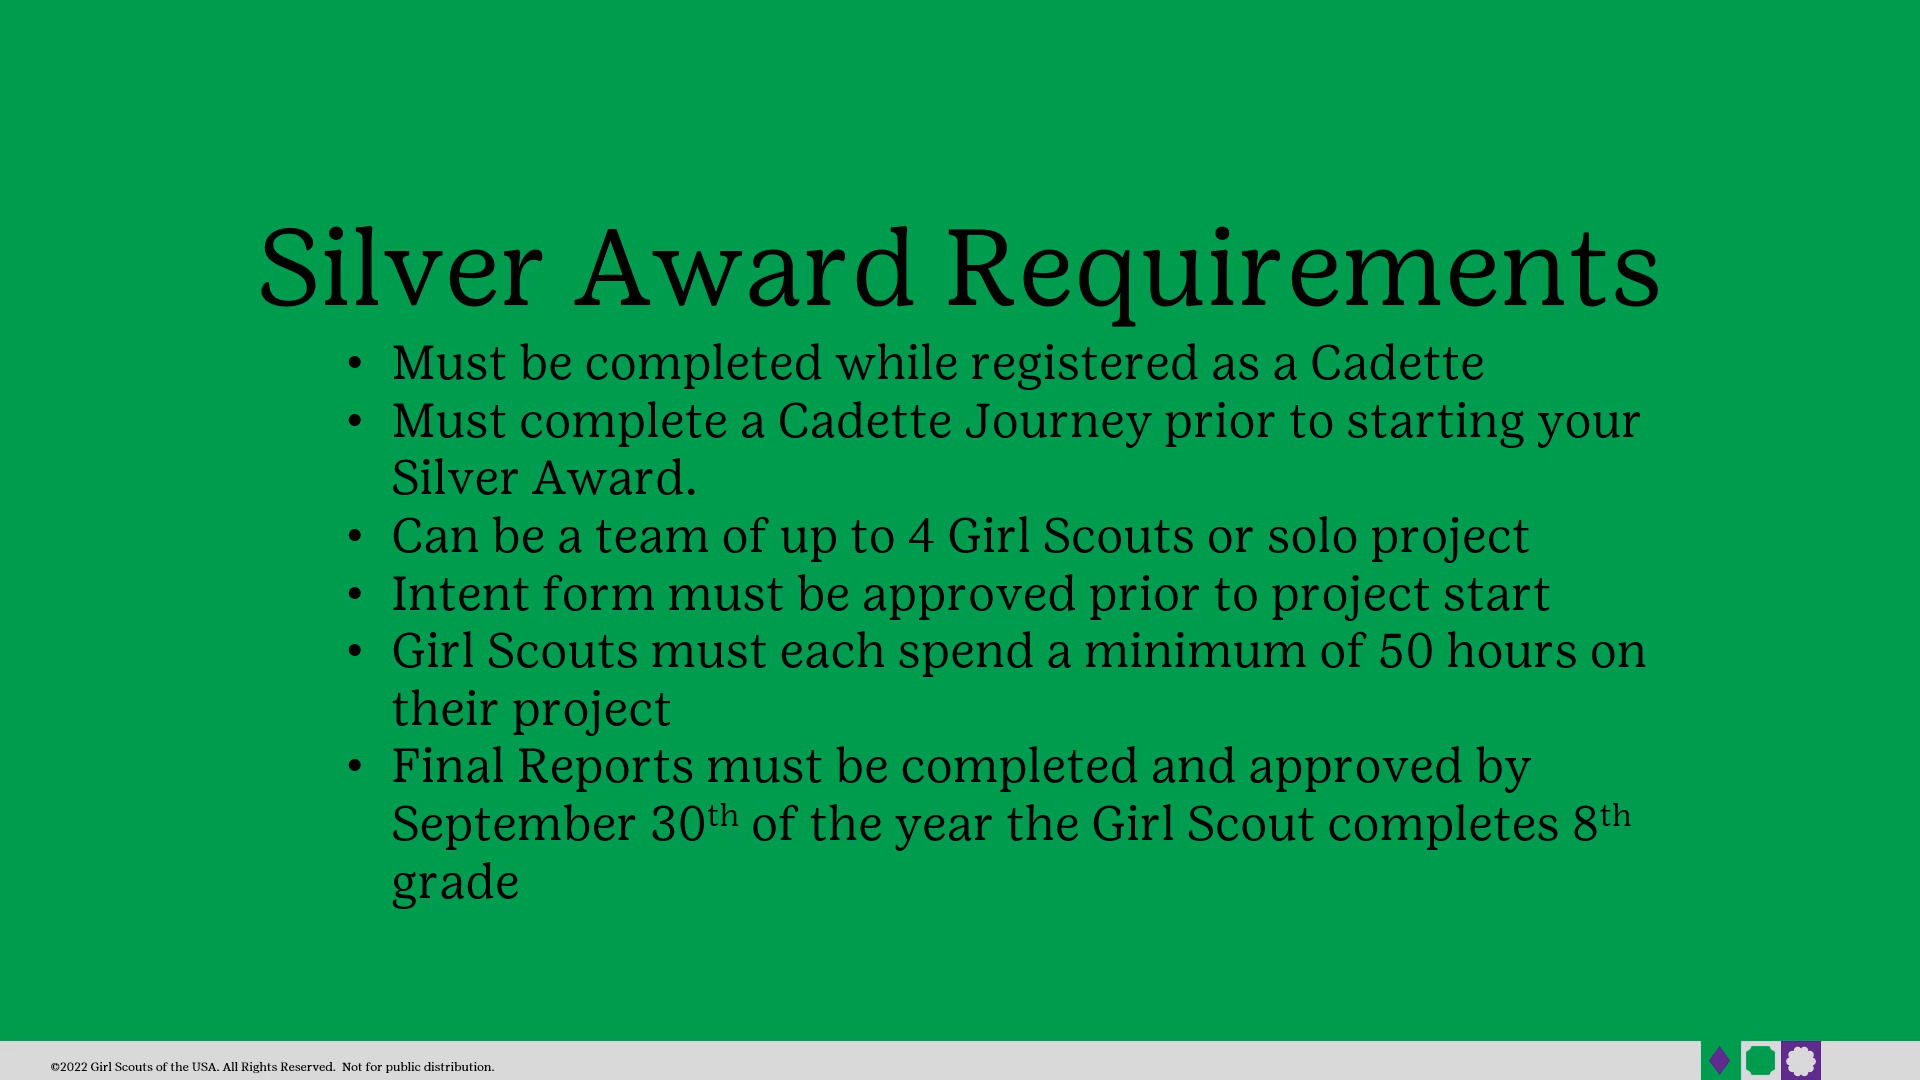 Silver Award Requirements
• Must be completed while registered as a Cadette
• Must complete a Cadette Journey prior to starting your
Silver Award.
• Can be a team of up to 4 Girl Scouts or solo project
• Intent form must be approved prior to project start
• Girl Scouts must each spend a minimum of 50 hours on
their project
• Final Reports must be completed and approved by
September 30th of the year the Girl Scout completes 8th
grade
©2022 Girl Scouts of the USA. All Rights Reserved.  Not for public distribution.